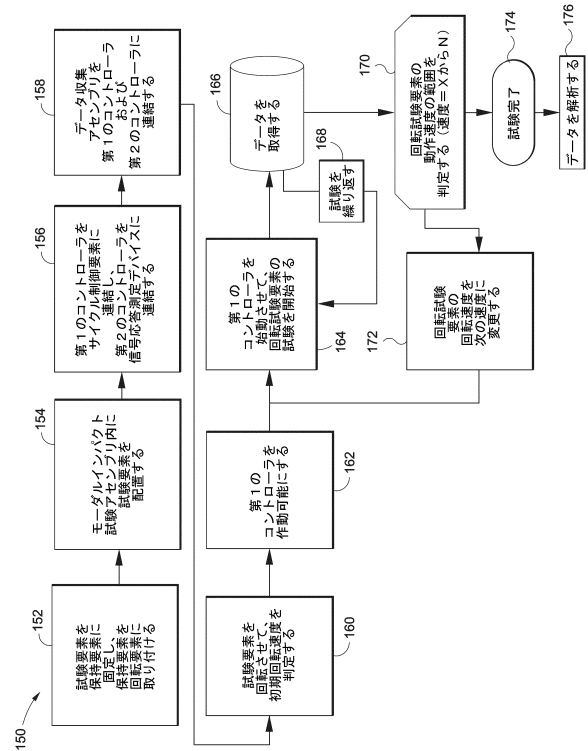 150
152
試験要素を
保持要素に
固定し、
保持要素を
回転要素に
取り付ける
154
モーダルインパクト
試験アセンブリ内に
試験要素を
配置する
156
第1のコントローラを
サイクル制御要素に
連結し、
第2のコントローラを
信号応答測定デバイスに
連結する
158
データ収集
アセンブリを
第1のコントローラ
および
第2のコントローラに
連結する
160
試験要素を
回転させて、
初期回転速度を
判定する
162
第1の
コントローラを
作動可能にする
164
第1の
コントローラを
始動させて、
回転試験要素の
試験を開始する
166
データを
取得する
168
試験を
繰り返す
170
回転試験要素の
動作速度の範囲を
判定する(速度=XからN)
172
回転試験
要素の
回転速度を
次の速度に
変更する
174
試験完了
176
データを解析する